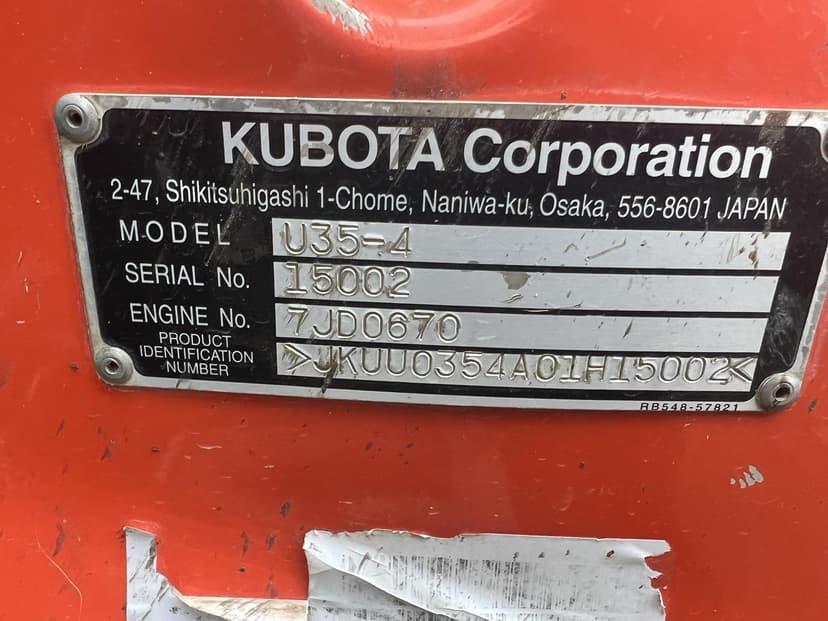 KUBOTA Corporation
2-47, Shikitsuhigashi 1-Chome, Naniwa-ku, Osaka, 556-8601 JAPAN
MODEL U35-4
SERIAL No. 15002
ENGINE No. 7JD0670
PRODUCT IDENTIFICATION NUMBER >JKUU0354A01H15002<
RB548-57821